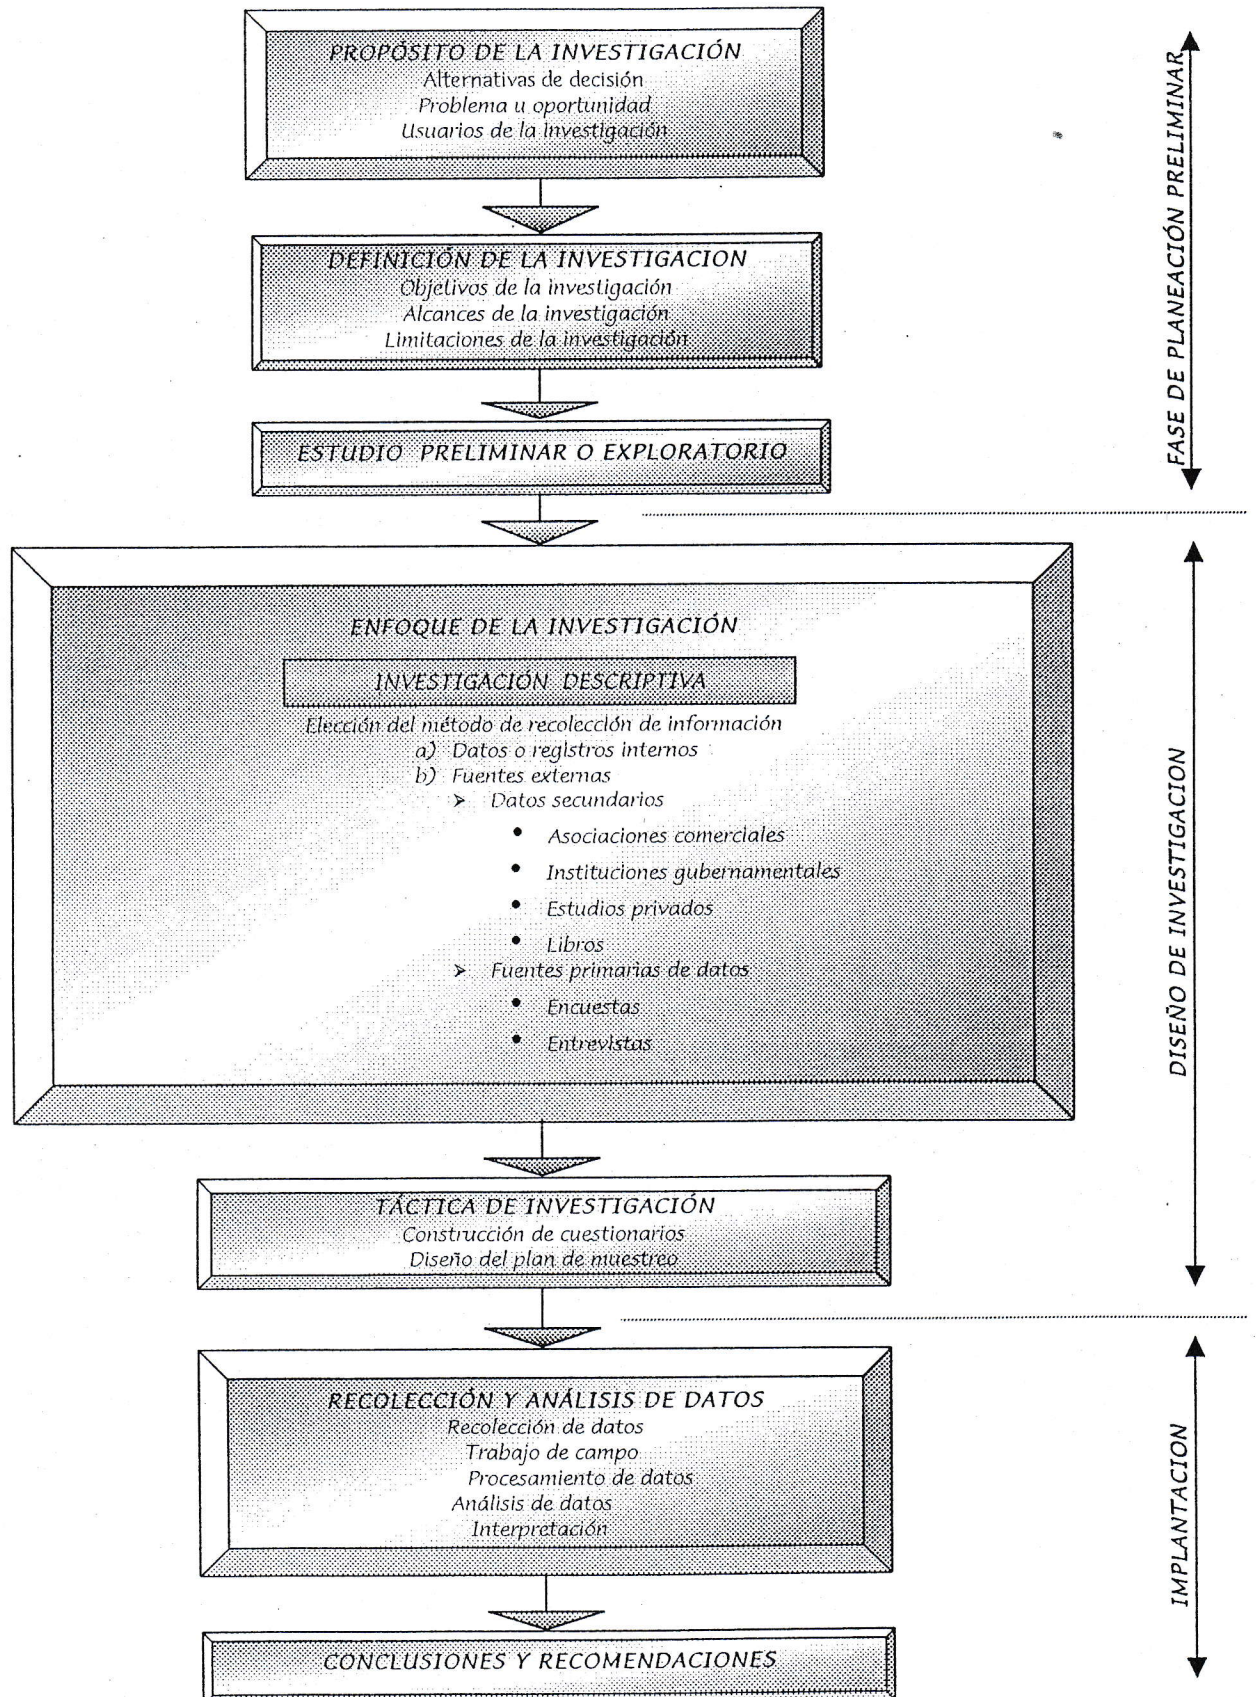 PROPÓSITO DE LA INVESTIGACIÓN
Alternativas de decisión
Problema u oportunidad
Usuarios de la investigación
DEFINICIÓN DE LA INVESTIGACION
Objetivos de la investigación
Alcances de la investigación
Limitaciones de la investigación
ESTUDIO PRELIMINAR O EXPLORATORIO
FASE DE PLANEACIÓN PRELIMINAR
ENFOQUE DE LA INVESTIGACIÓN
INVESTIGACIÓN DESCRIPTIVA
Elección del método de recolección de información
a) Datos o registros internos
b) Fuentes externas
➤ Datos secundarios
• Asociaciones comerciales
• Instituciones gubernamentales
• Estudios privados
• Libros
➤ Fuentes primarias de datos
• Encuestas
• Entrevistas
TÁCTICA DE INVESTIGACIÓN
Construcción de cuestionarios
Diseño del plan de muestreo
DISEÑO DE INVESTIGACION
RECOLECCIÓN Y ANÁLISIS DE DATOS
Recolección de datos
Trabajo de campo
Procesamiento de datos
Análisis de datos
Interpretación
CONCLUSIONES Y RECOMENDACIONES
IMPLANTACION